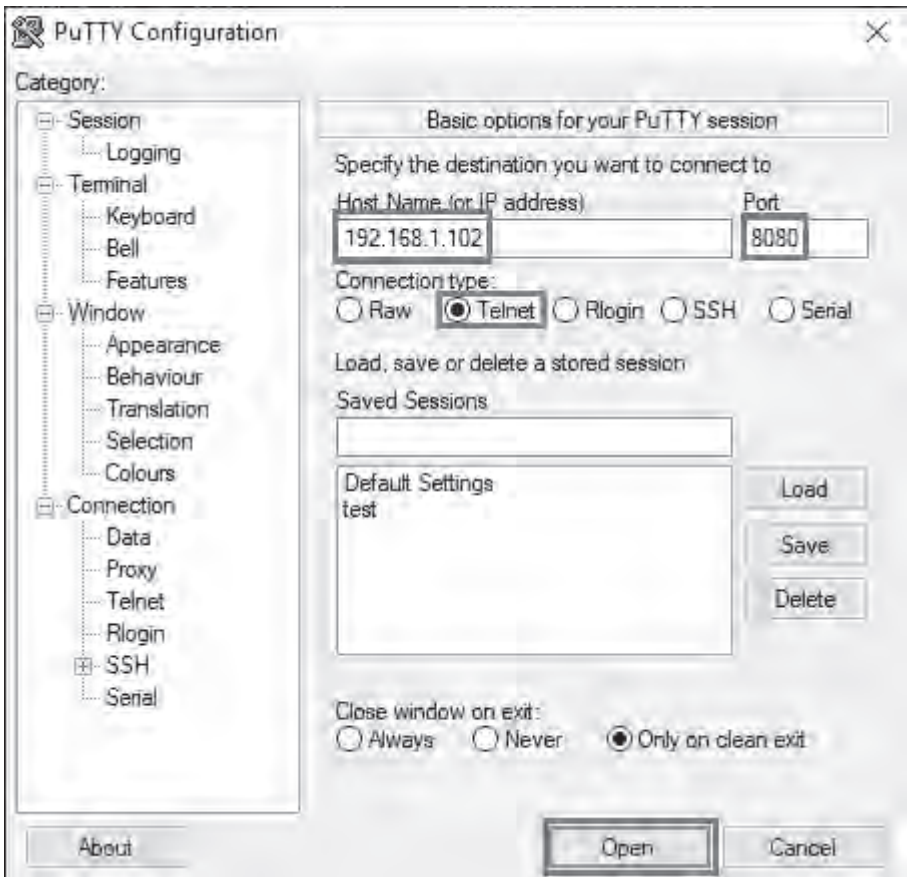 PuTTY Configuration
Category:
Session
Logging
Terminal
Keyboard
Bell
Features
Window
Appearance
Behaviour
Translation
Selection
Colours
Connection
Data
Proxy
Telnet
Rlogin
SSH
Serial
Basic options for your PuTTY session
Specify the destination you want to connect to
Host Name (or IP address) Port
192.168.1.102 8080
Connection type:
Raw Telnet Rlogin SSH Serial
Load, save or delete a stored session
Saved Sessions
Default Settings
test
Load
Save
Delete
Close window on exit:
Always Never Only on clean exit
About Open Cancel